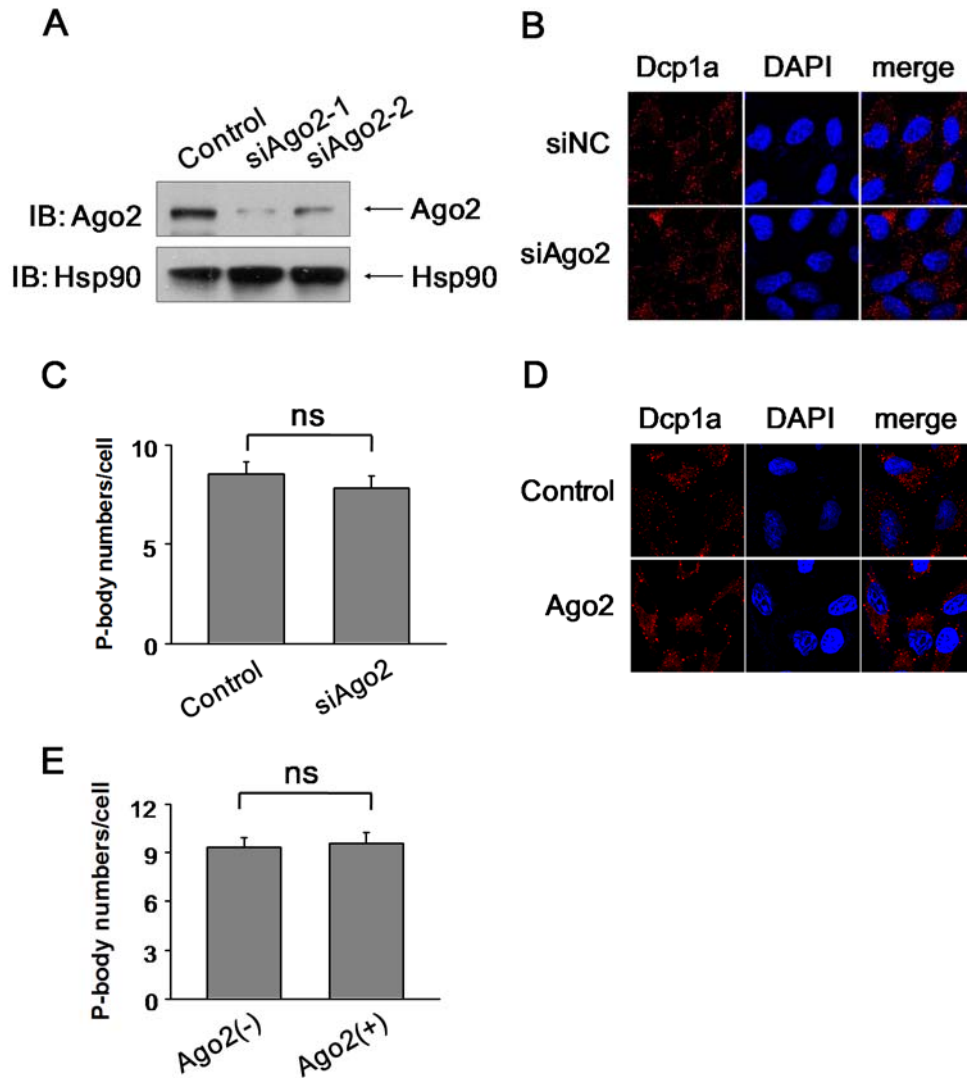 A
Control
siAgo2-1
siAgo2-2
IB: Ago2
Ago2
IB: Hsp90
Hsp90
B
Dcp1a DAPI merge
siNC
siAgo2
C
ns
P-body numbers/cell
10
5
0
Control
siAgo2
D
Dcp1a DAPI merge
Control
Ago2
E
ns
P-body numbers/cell
12
9
6
3
0
Ago2(-)
Ago2(+)